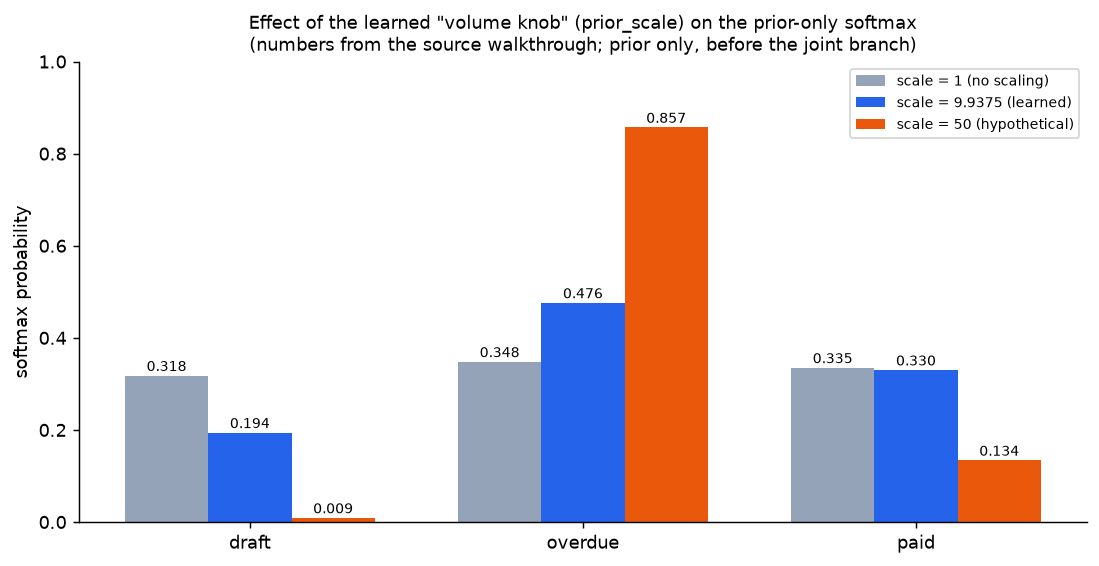 Effect of the learned "volume knob" (prior_scale) on the prior-only softmax
(numbers from the source walkthrough; prior only, before the joint branch)
scale = 1 (no scaling)
scale = 9.9375 (learned)
scale = 50 (hypothetical)
softmax probability
1.0
0.8
0.6
0.4
0.2
0.0
0.318
0.194
0.009
0.348
0.476
0.857
0.335
0.330
0.134
draft
overdue
paid